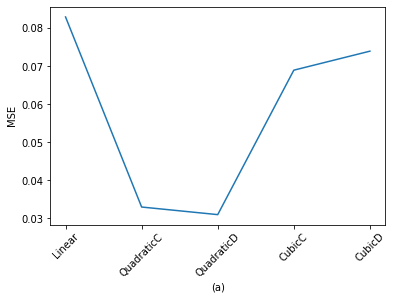 0.08
0.07
0.06
0.05
0.04
0.03
MSE
Linear
QuadraticC
QuadraticD
CubicC
CubicD
(a)